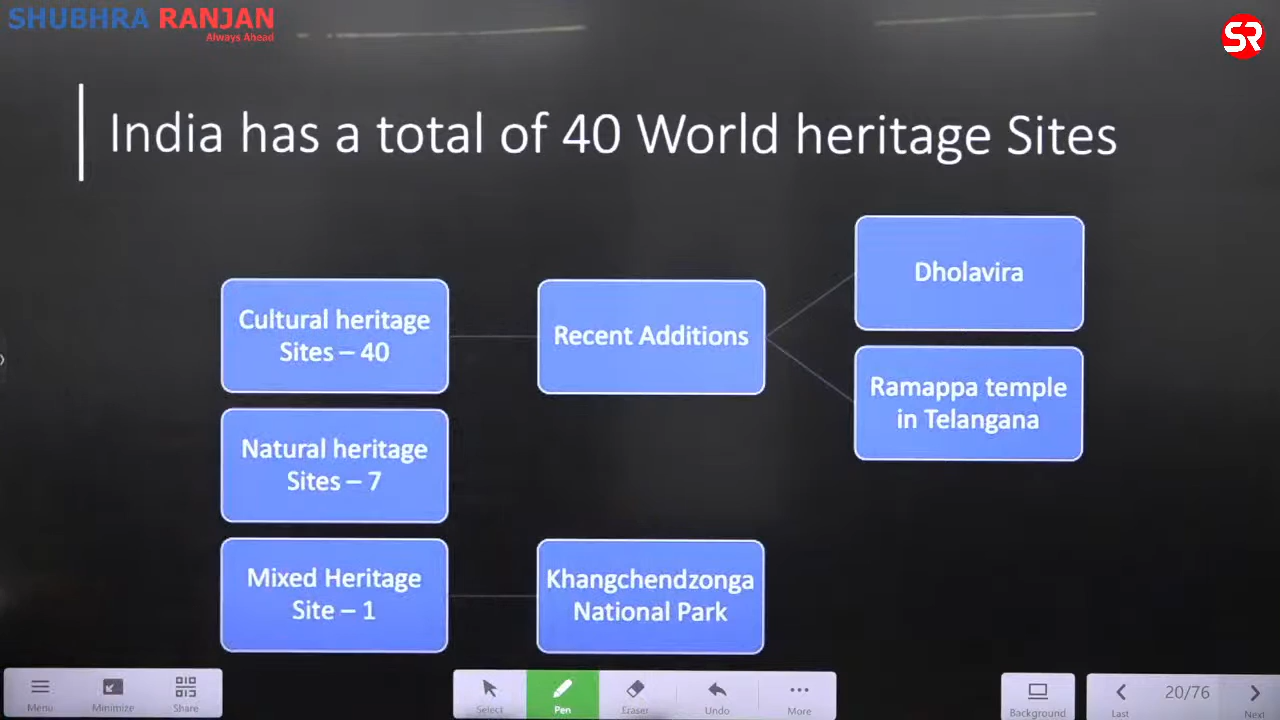 SHUBHRA RANJAN
Always Ahead
SR
India has a total of 40 World heritage Sites
Cultural heritage
Sites – 40
Recent Additions
Dholavira
Ramappa temple
in Telangana
Natural heritage
Sites – 7
Mixed Heritage
Site – 1
Khangchendzonga
National Park
Menu
Minimize
Share
Select
Pen
Eraser
Undo
More
Background
Last
20/76
Next